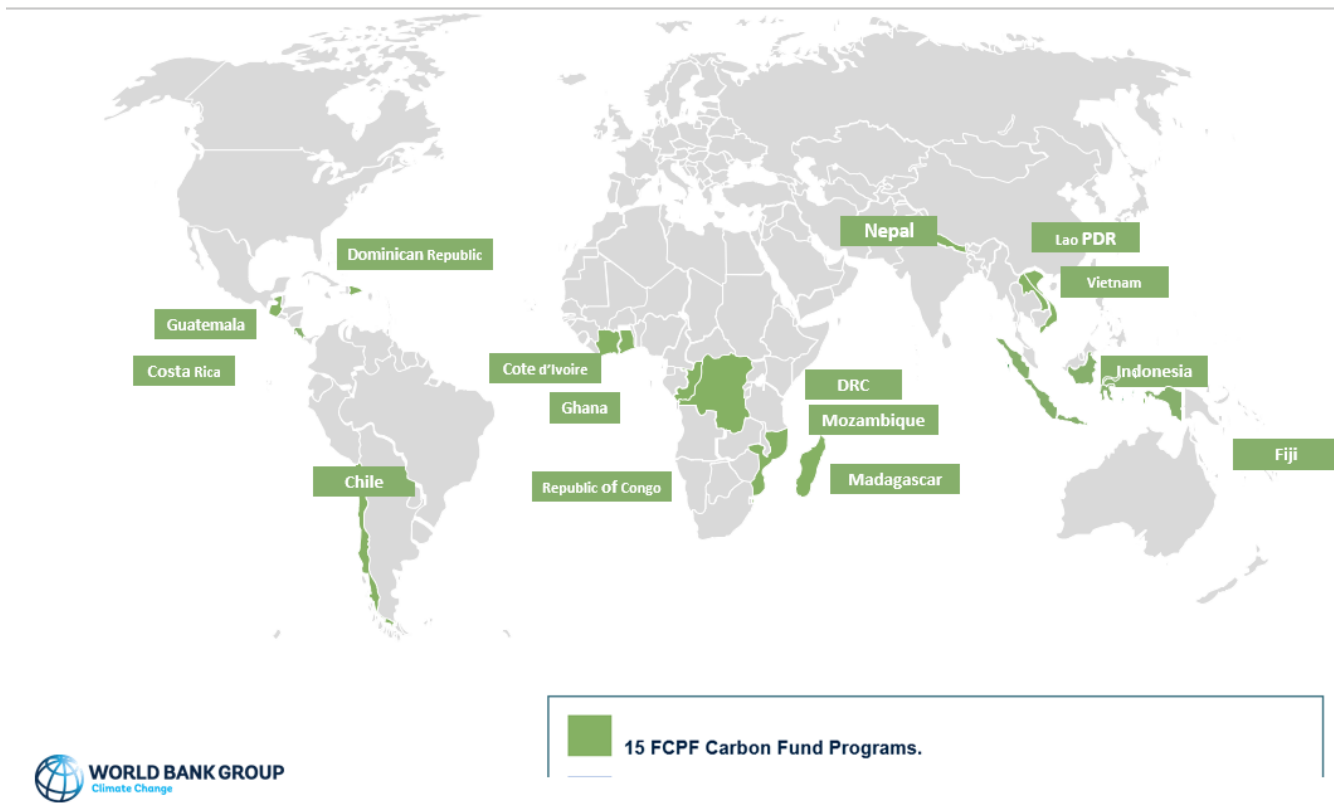 Nepal
Lao PDR
Dominican Republic
Vietnam
Guatemala
Costa Rica
Cote d'Ivoire
Indonesia
DRC
Ghana
Mozambique
Fiji
Chile
Republic of Congo
Madagascar
15 FCPF Carbon Fund Programs.
WORLD BANK GROUP
Climate Change